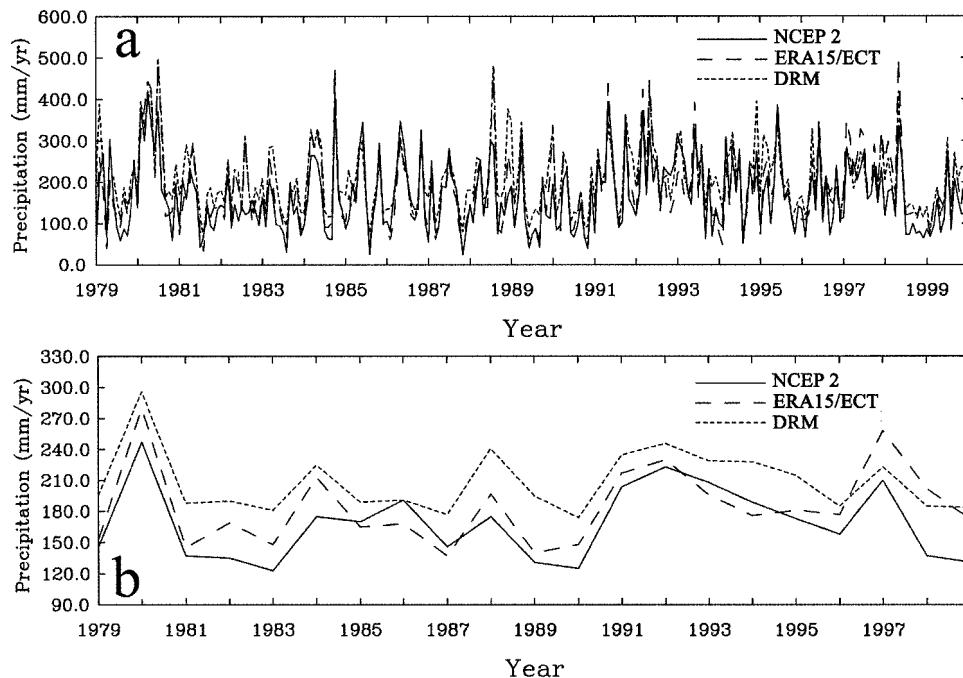 a
NCEP 2
ERA15/ECT
DRM
Precipitation (mm/yr)
600.0
500.0
400.0
300.0
200.0
100.0
0.0
1979 1981 1983 1985 1987 1989 1991 1993 1995 1997 1999
Year
b
NCEP 2
ERA15/ECT
DRM
Precipitation (mm/yr)
330.0
300.0
270.0
240.0
210.0
180.0
150.0
120.0
90.0
1979 1981 1983 1985 1987 1989 1991 1993 1995 1997
Year